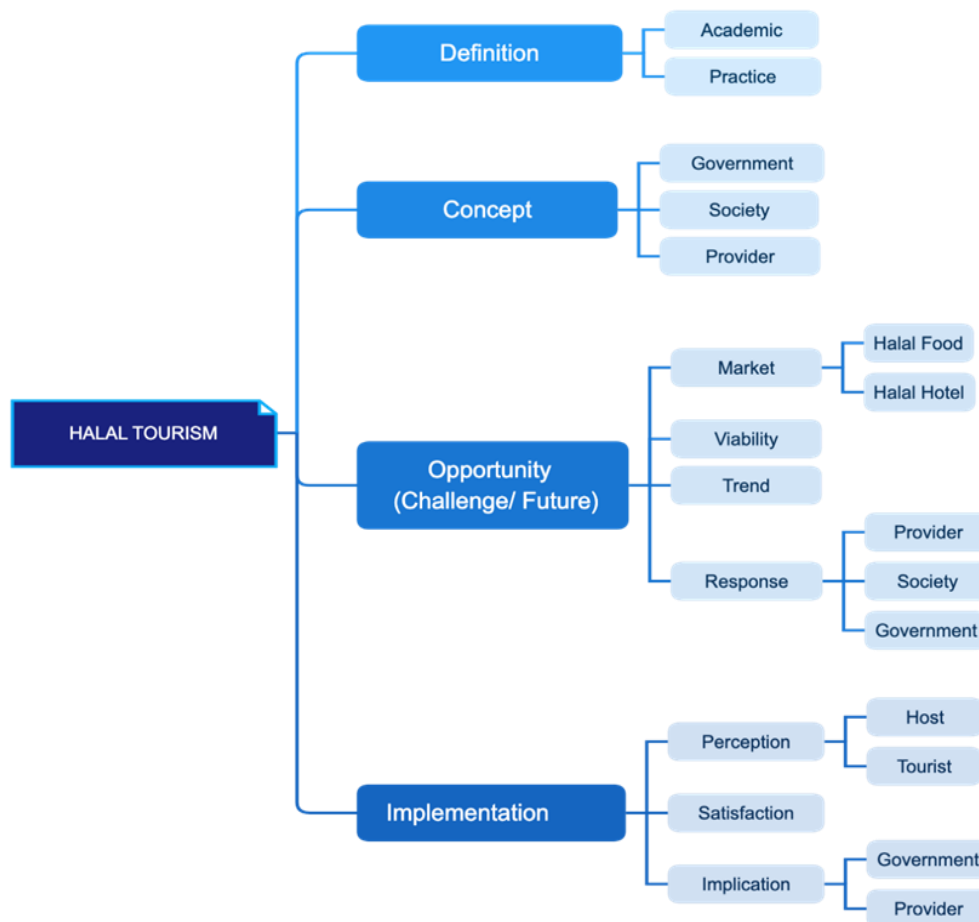 HALAL TOURISM
Definition
Academic
Practice
Concept
Government
Society
Provider
Opportunity
(Challenge/ Future)
Market
Halal Food
Halal Hotel
Viability
Trend
Response
Provider
Society
Government
Implementation
Perception
Host
Tourist
Satisfaction
Implication
Government
Provider